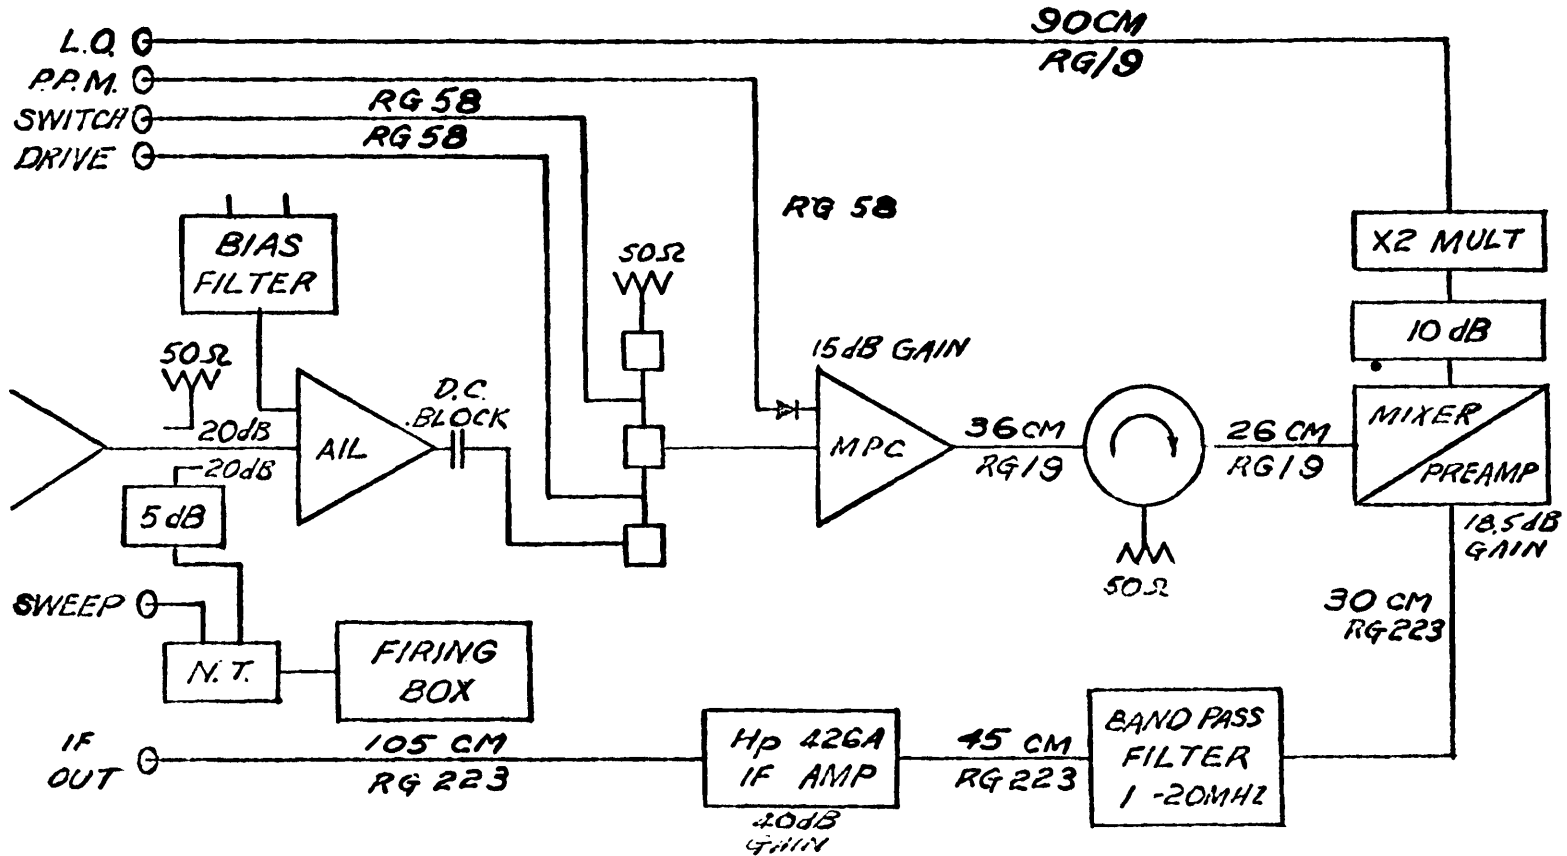 L.O.
P.P.M.
SWITCH
DRIVE
90CM
RG/9
RG 58
RG 58
RG 58
BIAS
FILTER
50Ω
50Ω
X2 MULT
10 dB
15dB GAIN
D.C.
BLOCK
20dB
20dB
AIL
MPC
36 CM
RG/9
26 CM
RG/9
MIXER
PREAMP
18.5dB
GAIN
5 dB
50Ω
SWEEP
N.T.
FIRING
BOX
30 CM
RG223
IF
OUT
105 CM
RG 223
Hp 426A
IF AMP
40dB
GAIN
45 CM
RG223
BAND PASS
FILTER
1 -20MHZ